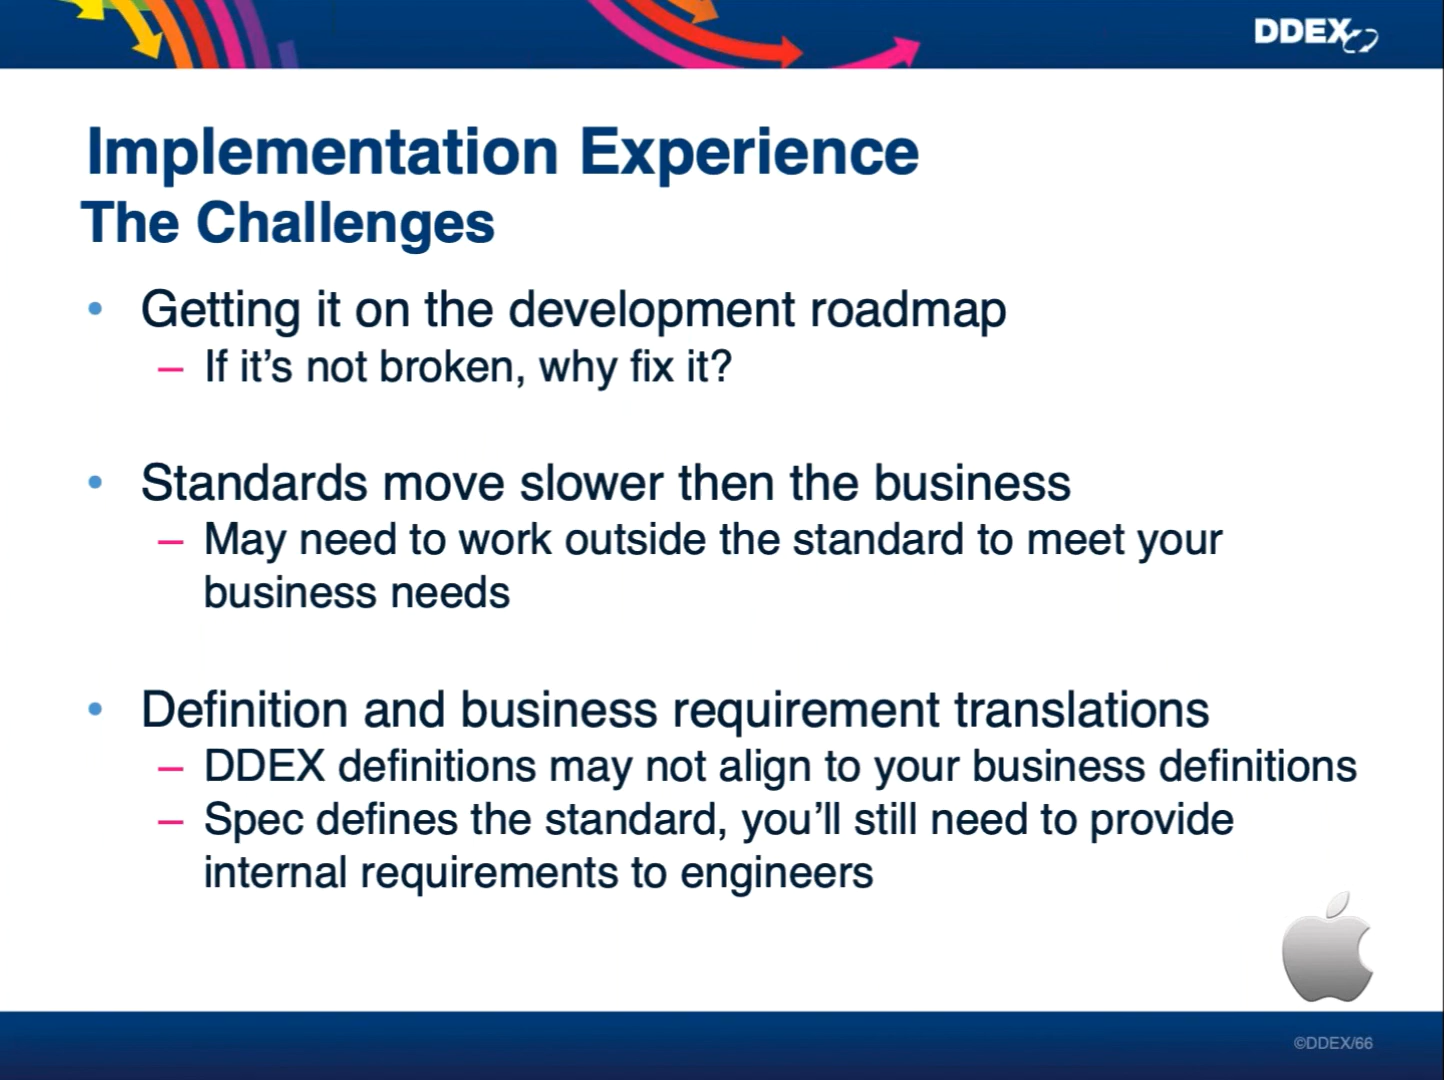 DDEX
Implementation Experience
The Challenges
• Getting it on the development roadmap
– If it’s not broken, why fix it?
• Standards move slower then the business
– May need to work outside the standard to meet your
business needs
• Definition and business requirement translations
– DDEX definitions may not align to your business definitions
– Spec defines the standard, you’ll still need to provide
internal requirements to engineers
©DDEX/66